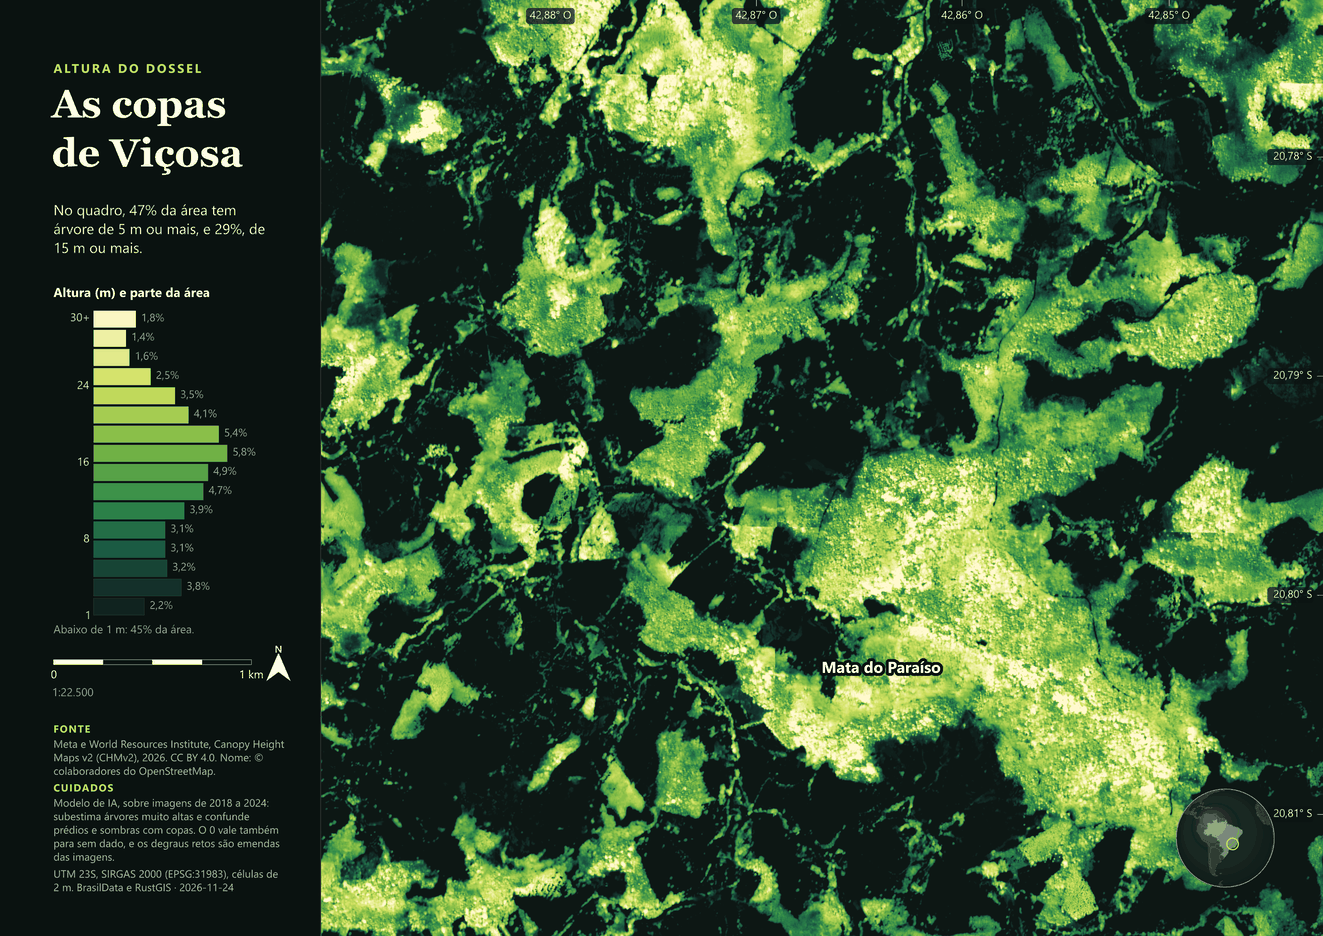 ALTURA DO DOSSEL
As copas
de Viçosa
No quadro, 47% da área tem
árvore de 5 m ou mais, e 29%, de
15 m ou mais.
Altura (m) e parte da área
30+ 1,8%
1,4%
1,6%
2,5%
24
3,5%
4,1%
5,4%
5,8%
16
4,9%
4,7%
3,9%
3,1%
8
3,1%
3,2%
3,8%
2,2%
1
Abaixo de 1 m: 45% da área.
N
0 1 km
1:22.500
FONTE
Meta e World Resources Institute, Canopy Height
Maps v2 (CHMv2), 2026. CC BY 4.0. Nome: ©
colaboradores do OpenStreetMap.
CUIDADOS
Modelo de IA, sobre imagens de 2018 a 2024:
subestima árvores muito altas e confunde
prédios e sombras com copas. O 0 vale também
para sem dado, e os degraus retos são emendas
das imagens.
UTM 23S, SIRGAS 2000 (EPSG:31983), células de
2 m. BrasilData e RustGIS · 2026-11-24
42,88° O 42,87° O 42,86° O 42,85° O
20,78° S
20,79° S
20,80° S
Mata do Paraíso
20,81° S